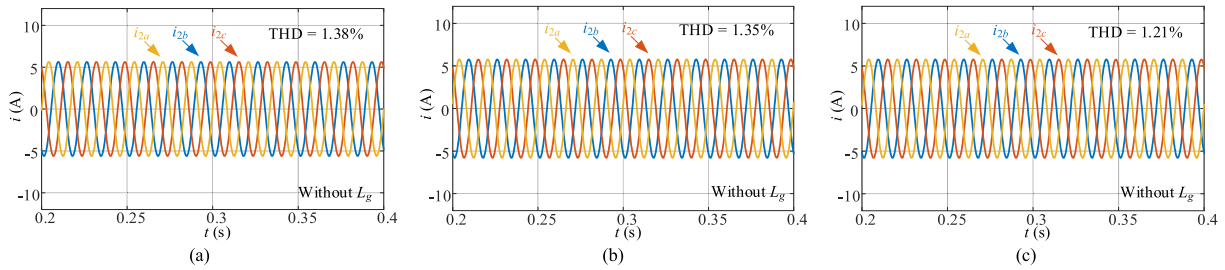 10
5
0
-5
-10
i (A)
i2a
i2b
i2c
THD = 1.38%
Without Lg
0.2
0.25
0.3
0.35
0.4
t (s)
(a)
10
5
0
-5
-10
i (A)
i2a
i2b
i2c
THD = 1.35%
Without Lg
0.2
0.25
0.3
0.35
0.4
t (s)
(b)
10
5
0
-5
-10
i (A)
i2a
i2b
i2c
THD = 1.21%
Without Lg
0.2
0.25
0.3
0.35
0.4
t (s)
(c)